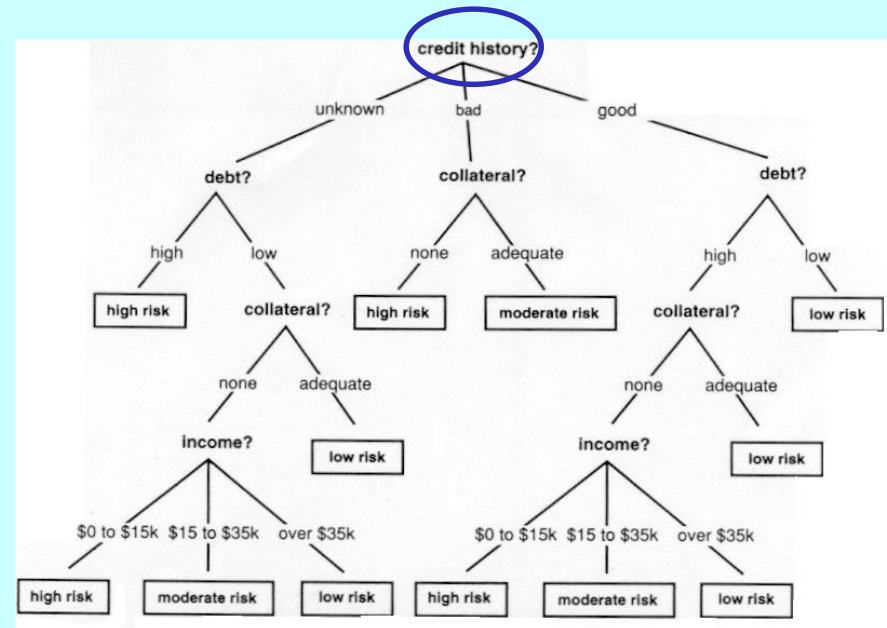 credit history?
unknown bad good
debt? collateral? debt?
high low none adequate high low
high risk collateral? high risk moderate risk collateral? low risk
none adequate none adequate
income? low risk income? low risk
$0 to $15k $15 to $35k over $35k $0 to $15k $15 to $35k over $35k
high risk moderate risk low risk high risk moderate risk low risk